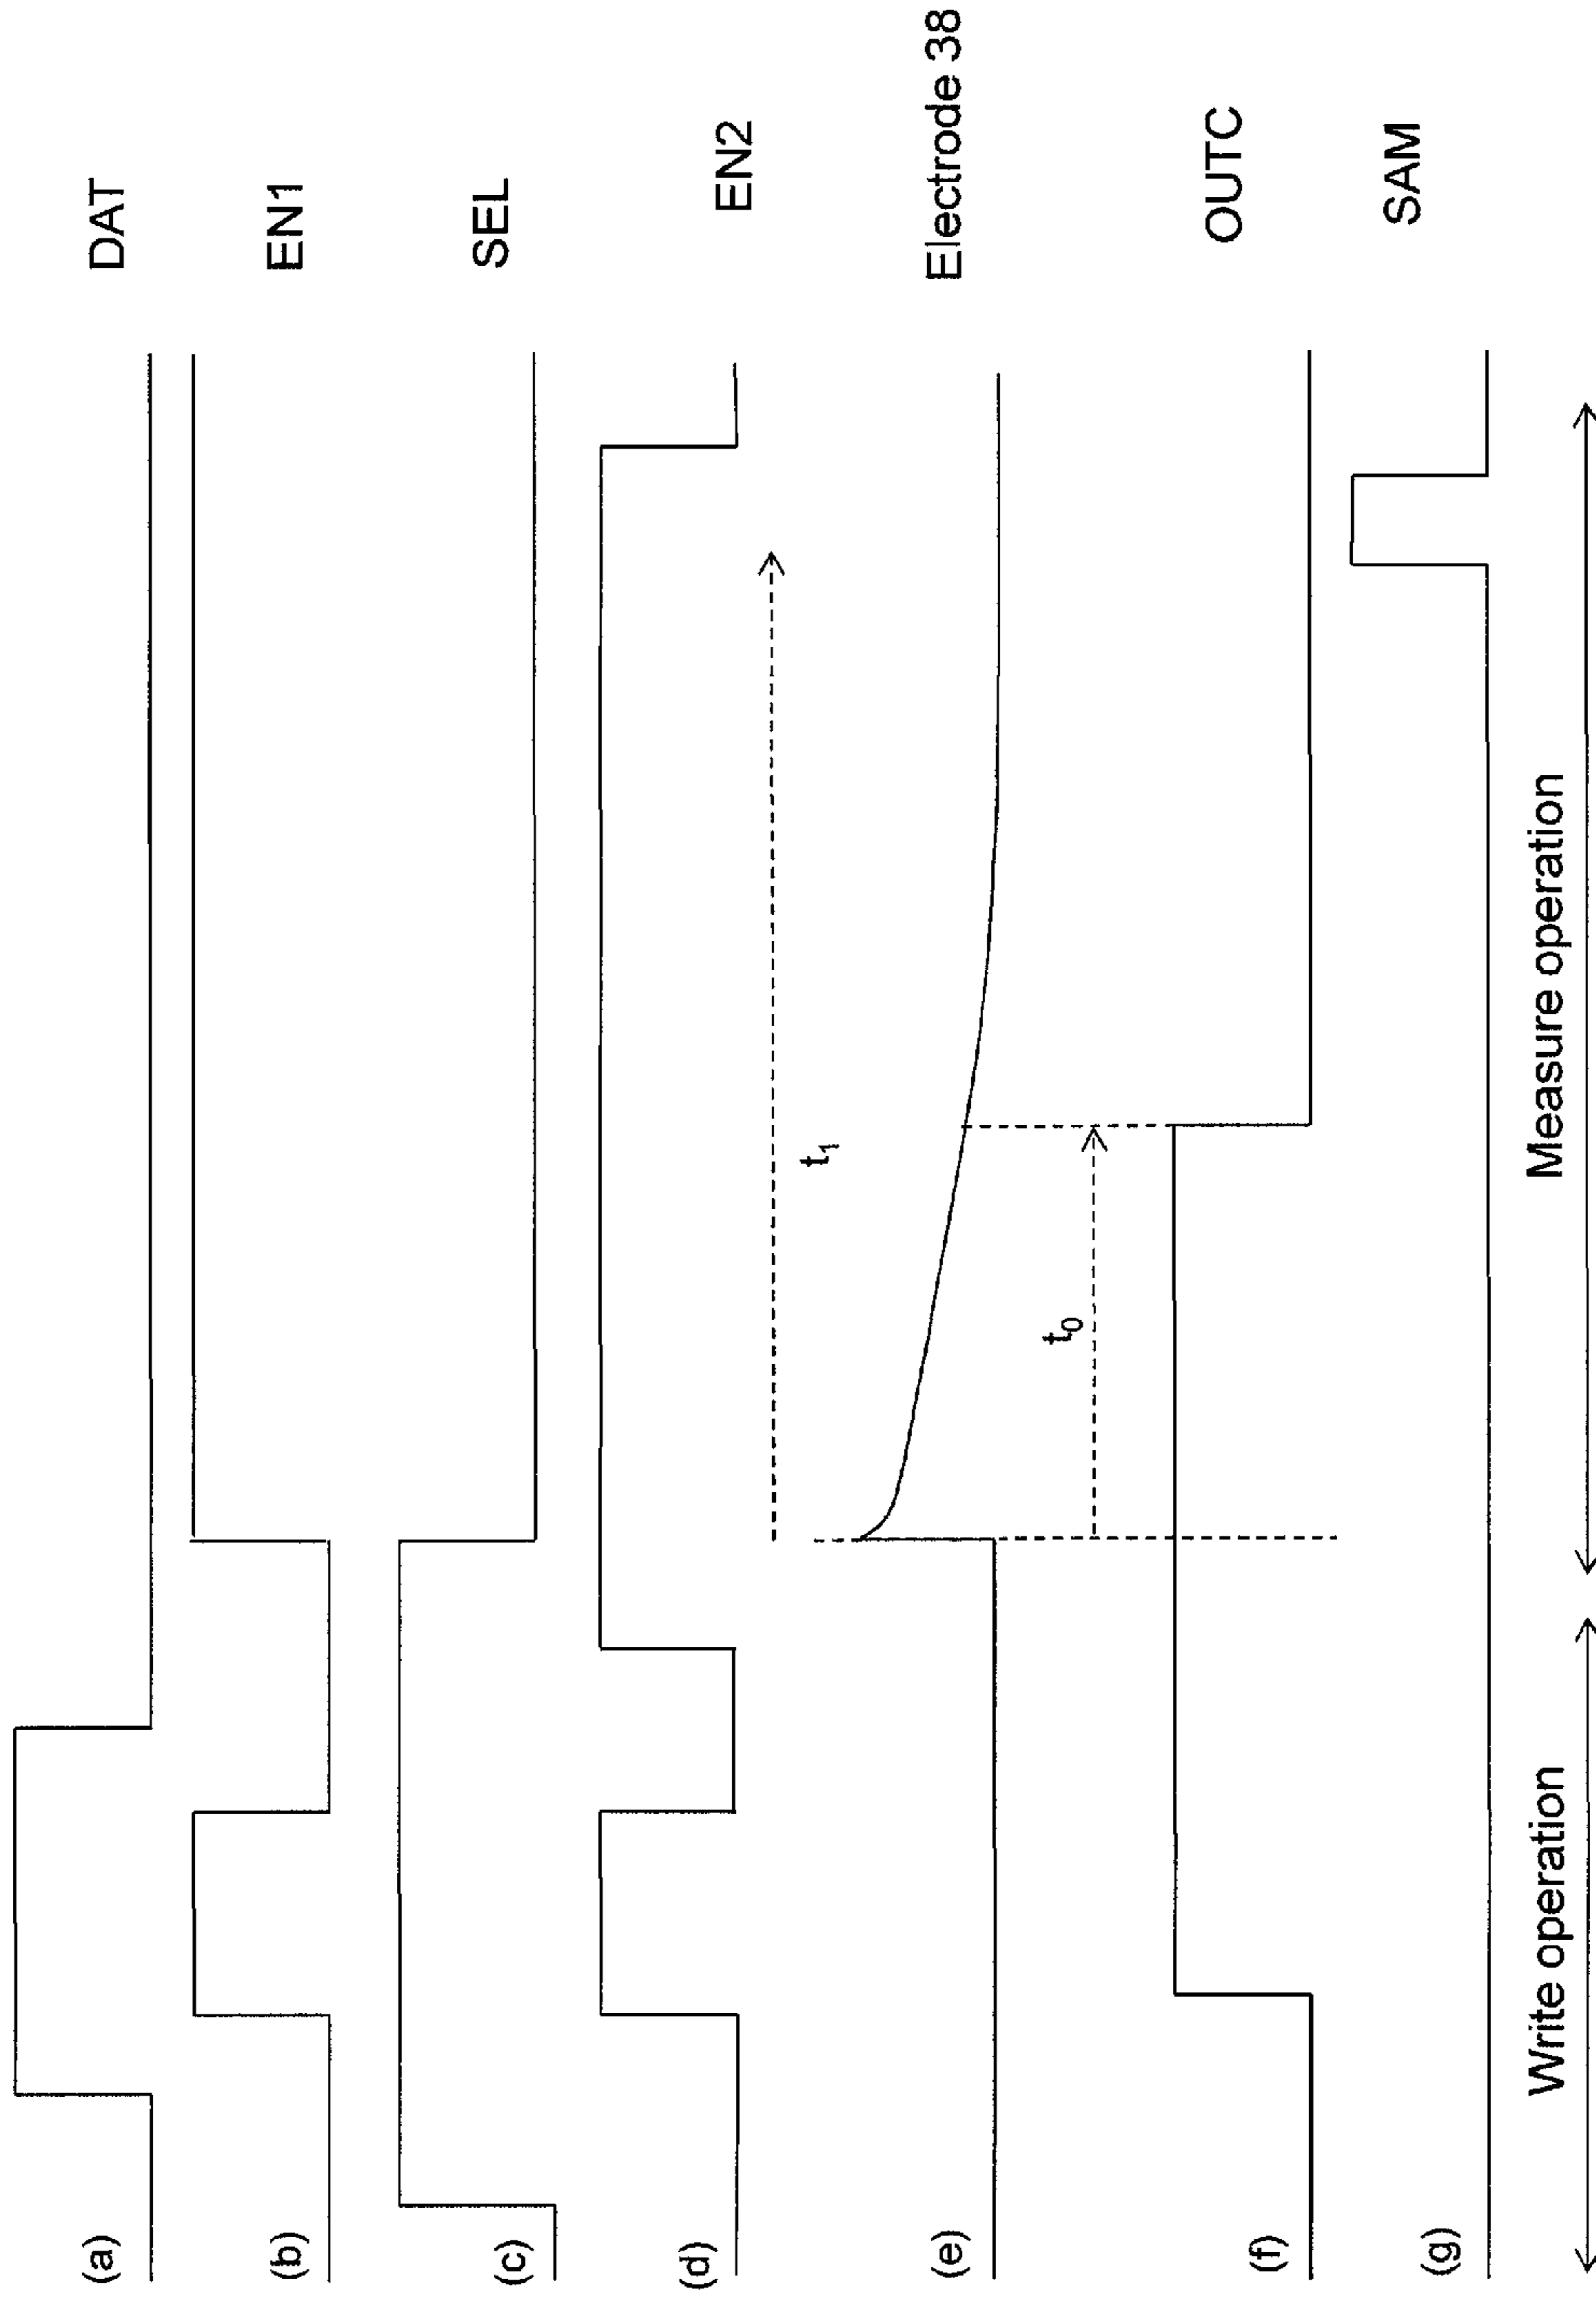 (a) DAT
(b) EN1
(c) SEL
(d) EN2
t1
(e) Electrode 38
t0
(f) OUTC
(g) SAM
Write operation Measure operation